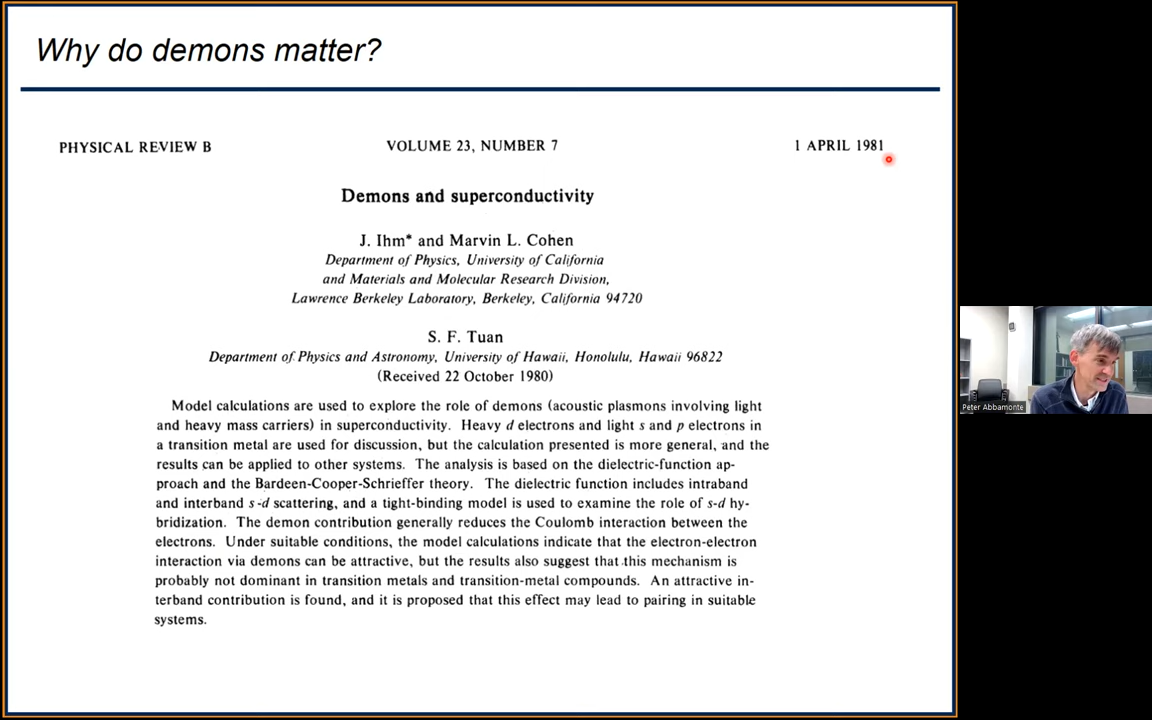 Why do demons matter?
PHYSICAL REVIEW B VOLUME 23, NUMBER 7 1 APRIL 1981
Demons and superconductivity
J. Ihm* and Marvin L. Cohen
Department of Physics, University of California
and Materials and Molecular Research Division,
Lawrence Berkeley Laboratory, Berkeley, California 94720
S. F. Tuan
Department of Physics and Astronomy, University of Hawaii, Honolulu, Hawaii 96822
(Received 22 October 1980)
Model calculations are used to explore the role of demons (acoustic plasmons involving light
and heavy mass carriers) in superconductivity. Heavy d electrons and light s and p electrons in
a transition metal are used for discussion, but the calculation presented is more general, and the
results can be applied to other systems. The analysis is based on the dielectric-function ap-
proach and the Bardeen-Cooper-Schrieffer theory. The dielectric function includes intraband
and interband s-d scattering, and a tight-binding model is used to examine the role of s-d hy-
bridization. The demon contribution generally reduces the Coulomb interaction between the
electrons. Under suitable conditions, the model calculations indicate that the electron-electron
interaction via demons can be attractive, but the results also suggest that this mechanism is
probably not dominant in transition metals and transition-metal compounds. An attractive in-
terband contribution is found, and it is proposed that this effect may lead to pairing in suitable
systems.
Peter Abbamonte